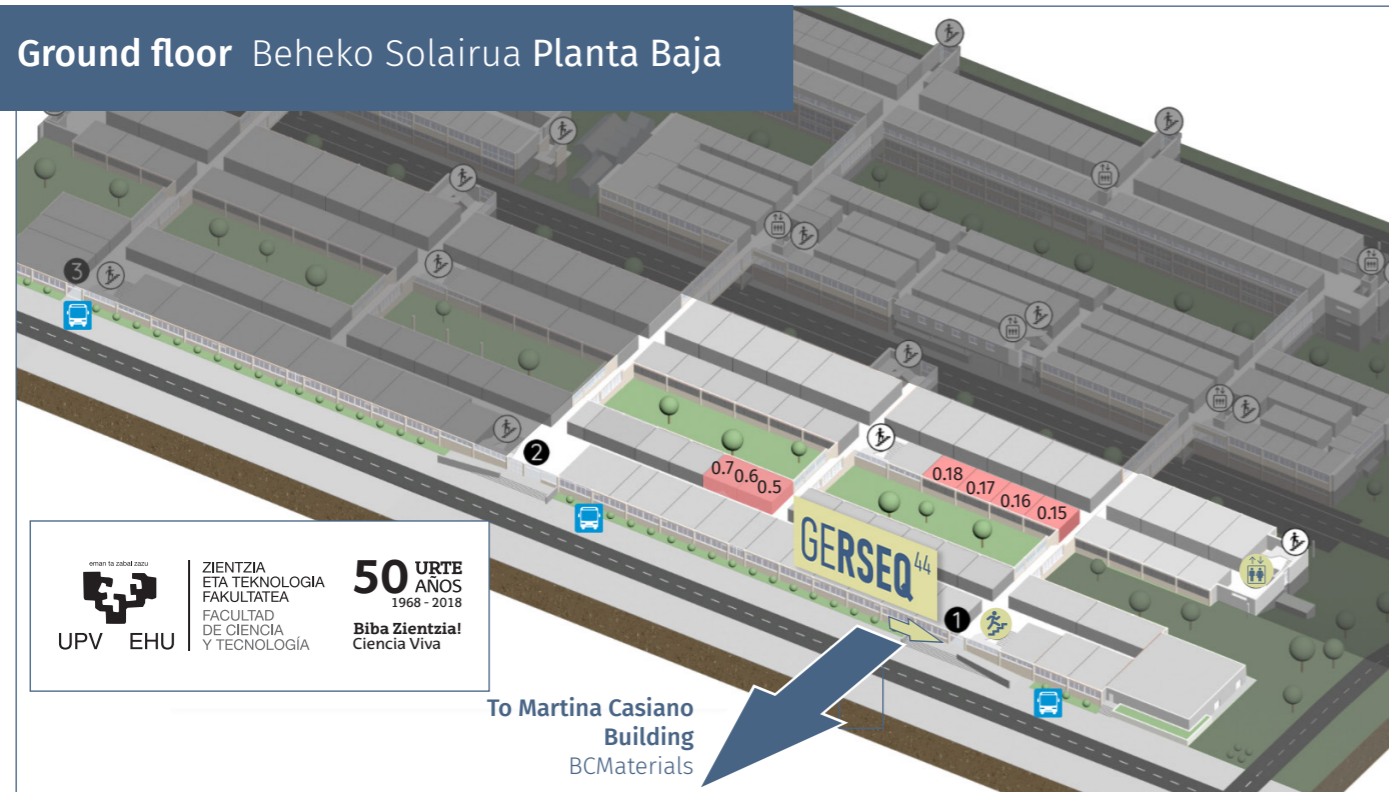 Ground floor Beheko Solairua Planta Baja
3
2
0.7
0.6
0.5
0.18
0.17
0.16
0.15
GERSEQ 44
1
eman ta zabal zazu
UPV EHU
ZIENTZIA
ETA TEKNOLOGIA
FAKULTATEA
FACULTAD
DE CIENCIA
Y TECNOLOGÍA
50 URTE
AÑOS
1968 - 2018
Biba Zientzia!
Ciencia Viva
To Martina Casiano
Building
BCMaterials